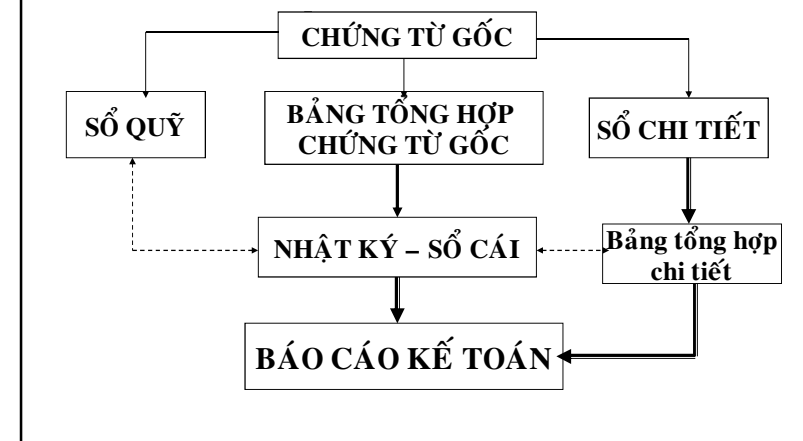 CHỨNG TỪ GỐC
SỔ QUỸ
BẢNG TỔNG HỢP
CHỨNG TỪ GỐC
SỔ CHI TIẾT
NHẬT KÝ – SỔ CÁI
Bảng tổng hợp
chi tiết
BÁO CÁO KẾ TOÁN